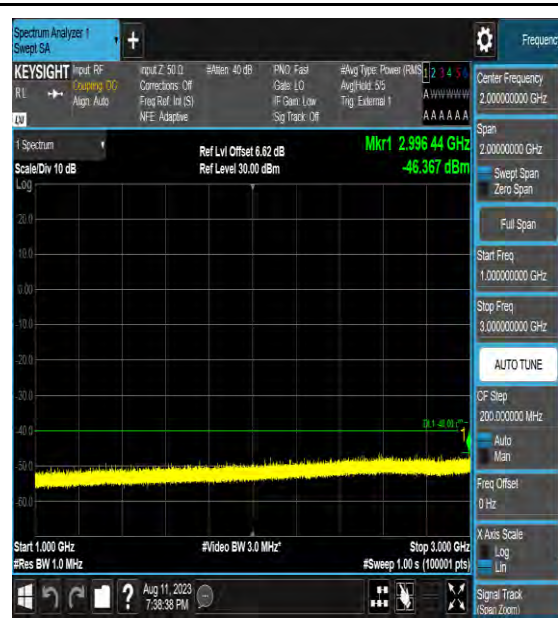 Spectrum Analyzer 1
Swept SA
+
Frequenc
KEYSIGHT
RL
LW
Input: RF
Coupling: DC
Align: Auto
Input Z: 50 Ω
Corrections: Off
Freq Ref: Int (S)
NFE: Adaptive
#Atten: 40 dB
PNO: Fast
Gate: LO
IF Gain: Low
Sig Track: Off
#Avg Type: Power (RMS
Avg|Hold: 5/5
Trig: External 1
1 2 3 4 5 6
A W W W W W
A A A A A A
1 Spectrum
Scale/Div 10 dB
Log
Ref Lvl Offset 6.62 dB
Ref Level 30.00 dBm
Mkr1 2.996 44 GHz
-46.367 dBm
20.0
10.0
0.00
-10.0
-20.0
-30.0
-40.0
-50.0
-60.0
1
Start 1.000 GHz
#Res BW 1.0 MHz
#Video BW 3.0 MHz*
Stop 3.000 GHz
#Sweep 1.00 s (100001 pts)
Center Frequency
2.000000000 GHz
Span
2.00000000 GHz
Swept Span
Zero Span
Full Span
Start Freq
1.000000000 GHz
Stop Freq
3.000000000 GHz
AUTO TUNE
CF Step
200.000000 MHz
Auto
Man
Freq Offset
0 Hz
X Axis Scale
Log
Lin
Signal Track
(Span Zoom)
?
Aug 11, 2023
7:38:38 PM